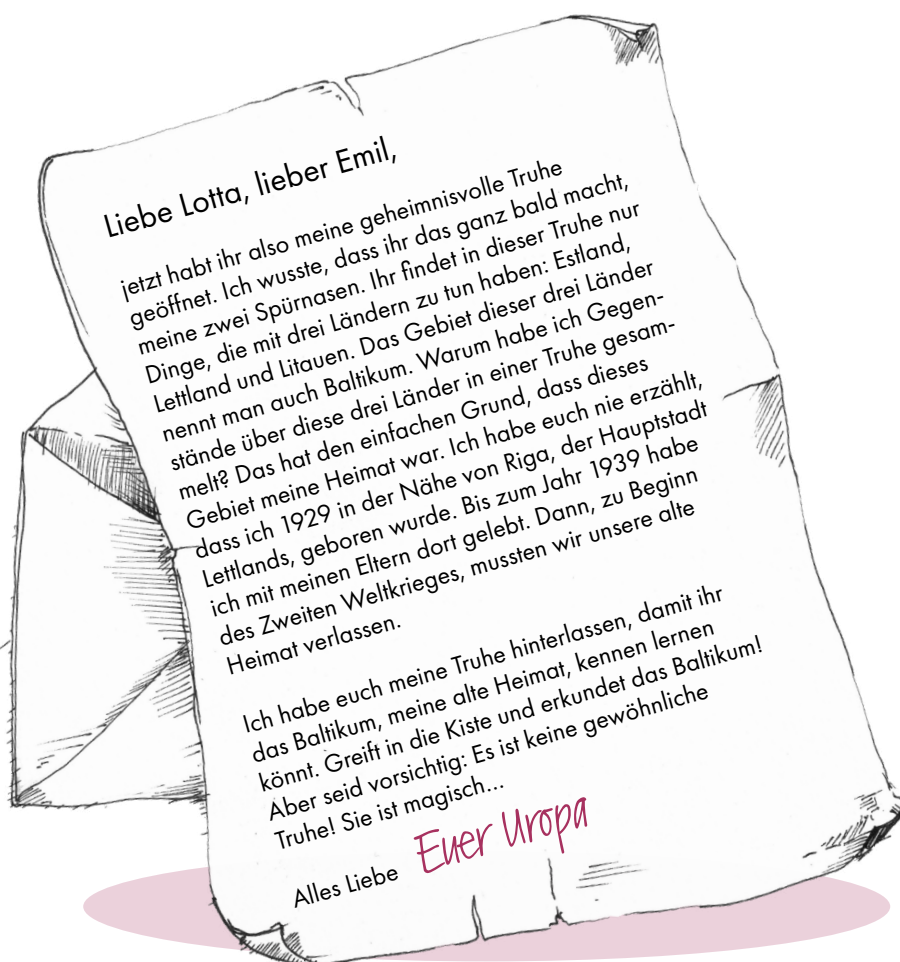 Liebe Lotta, lieber Emil,
jetzt habt ihr also meine geheimnisvolle Truhe
geöffnet. Ich wusste, dass ihr das ganz bald macht,
meine zwei Spürnasen. Ihr findet in dieser Truhe nur
Dinge, die mit drei Ländern zu tun haben: Estland,
Lettland und Litauen. Das Gebiet dieser drei Länder
nennt man auch Baltikum. Warum habe ich Gegen-
stände über diese drei Länder in einer Truhe gesam-
melt? Das hat den einfachen Grund, dass dieses
Gebiet meine Heimat war. Ich habe euch nie erzählt,
dass ich 1929 in der Nähe von Riga, der Hauptstadt
Lettlands, geboren wurde. Bis zum Jahr 1939 habe
ich mit meinen Eltern dort gelebt. Dann, zu Beginn
des Zweiten Weltkrieges, mussten wir unsere alte
Heimat verlassen.
Ich habe euch meine Truhe hinterlassen, damit ihr
das Baltikum, meine alte Heimat, kennen lernen
könnt. Greift in die Kiste und erkundet das Baltikum!
Aber seid vorsichtig: Es ist keine gewöhnliche
Truhe! Sie ist magisch...
Alles Liebe Euer Uropa